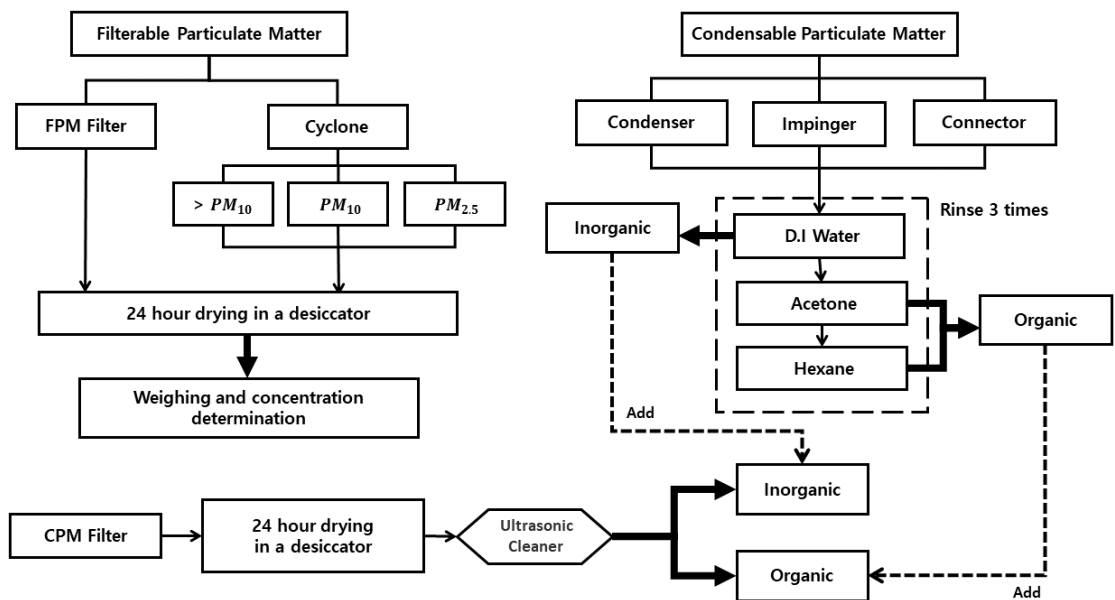 Filterable Particulate Matter
FPM Filter
Cyclone
> PM10
PM10
PM2.5
24 hour drying in a desiccator
Weighing and concentration
determination
Condensable Particulate Matter
Condenser
Impinger
Connector
Rinse 3 times
Inorganic
D.I Water
Acetone
Organic
Hexane
Add
Inorganic
CPM Filter
24 hour drying
in a desiccator
Ultrasonic
Cleaner
Organic
Add